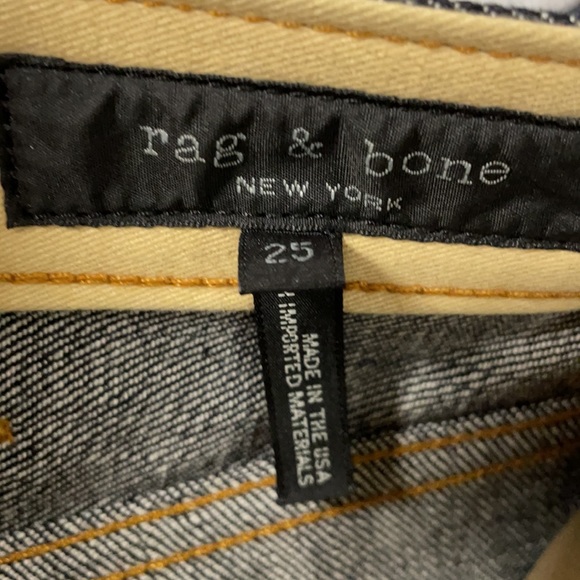 rag & bone
NEW YORK
25
MADE IN THE USA
IMPORTED MATERIALS